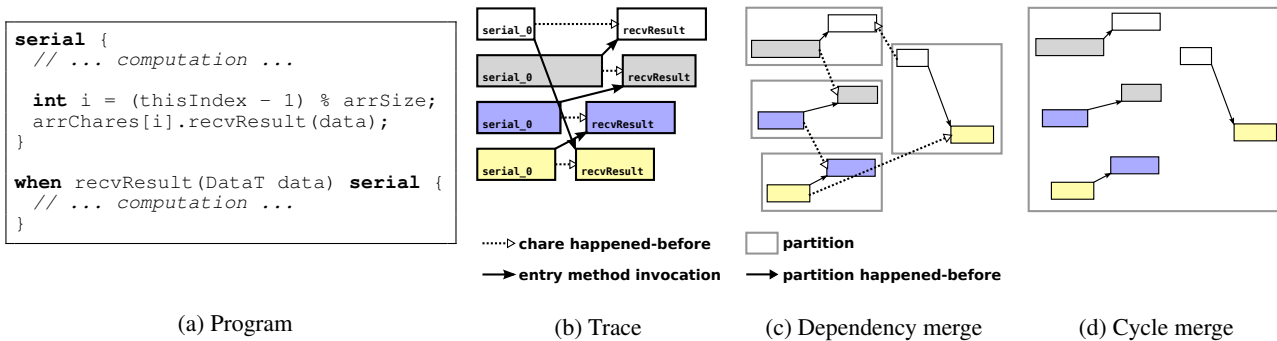 serial {
// ... computation ...
int i = (thisIndex - 1) % arrSize;
arrChares[i].recvResult(data);
}
when recvResult(DataT data) serial {
// ... computation ...
}
(a) Program
serial_0 recvResult
serial_0 recvResult
serial_0 recvResult
serial_0 recvResult
chare happened-before
entry method invocation
partition
partition happened-before
(b) Trace
(c) Dependency merge
(d) Cycle merge